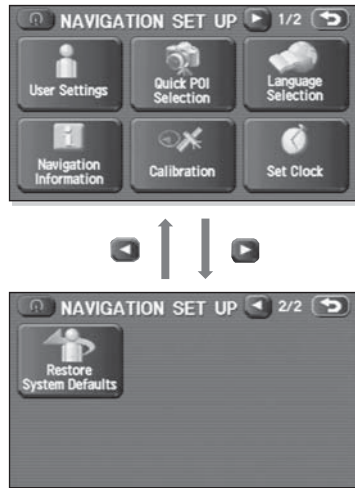 NAVIGATION SET UP 1/2
User Settings
Quick POI
Selection
Language
Selection
Navigation
Information
Calibration
Set Clock
NAVIGATION SET UP 2/2
Restore
System Defaults